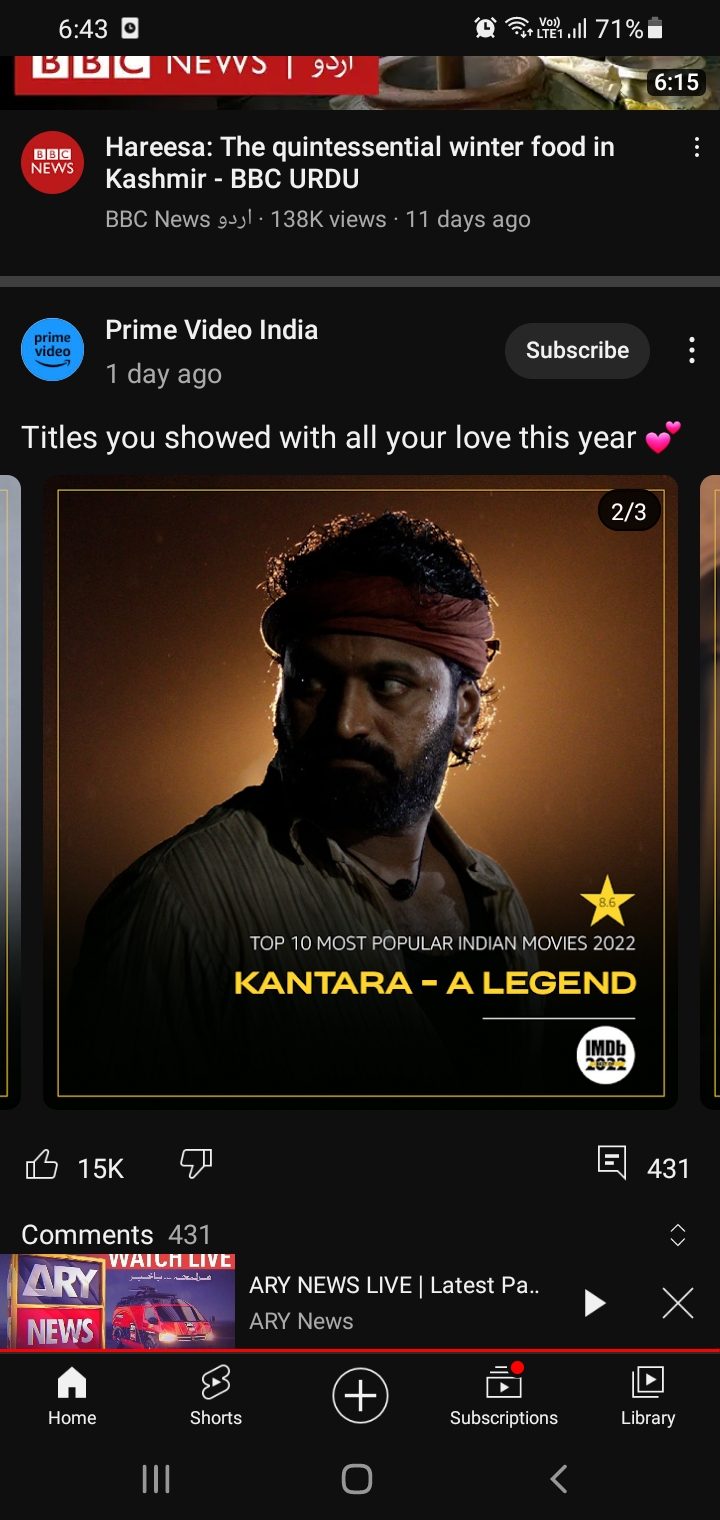 6:43
Vo)) LTE1 71%
BBC NEWS | اردو
6:15
BBC NEWS
Hareesa: The quintessential winter food in
Kashmir - BBC URDU
BBC News اردو · 138K views · 11 days ago
prime video
Prime Video India
1 day ago
Subscribe
Titles you showed with all your love this year 💕
2/3
8.6
TOP 10 MOST POPULAR INDIAN MOVIES 2022
KANTARA - A LEGEND
IMDb
2022
15K
431
Comments 431
WATCH LIVE
ARY
NEWS
ARY NEWS LIVE | Latest Pa..
ARY News
Home
Shorts
Subscriptions
Library